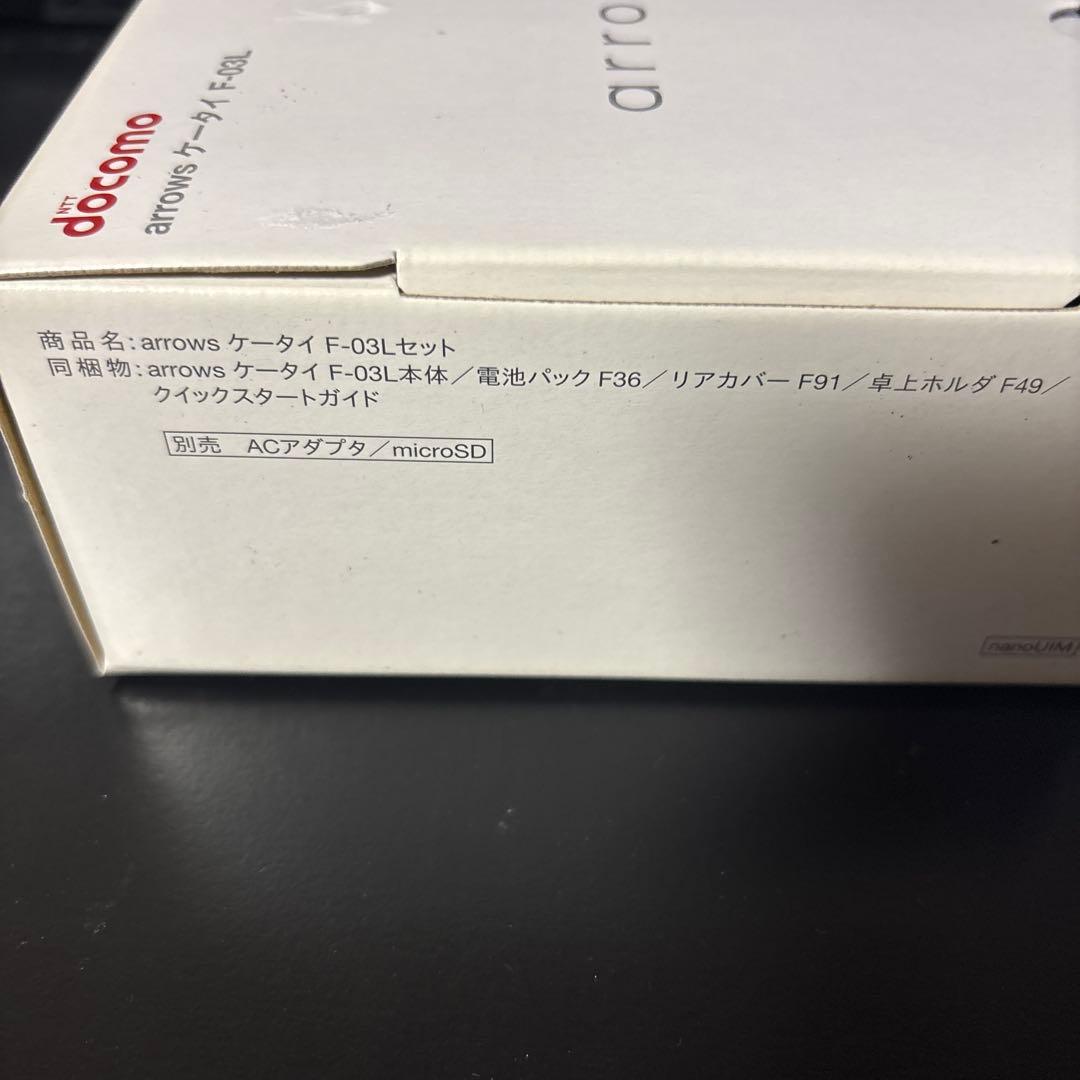 NTT
docomo
arrows ケータイ F-03L
arro
商品名：arrows ケータイ F-03Lセット
同梱物：arrows ケータイ F-03L本体／電池パック F36／リアカバー F91／卓上ホルダ F49／
クイックスタートガイド
別売　ACアダプタ／microSD
nanoUIM